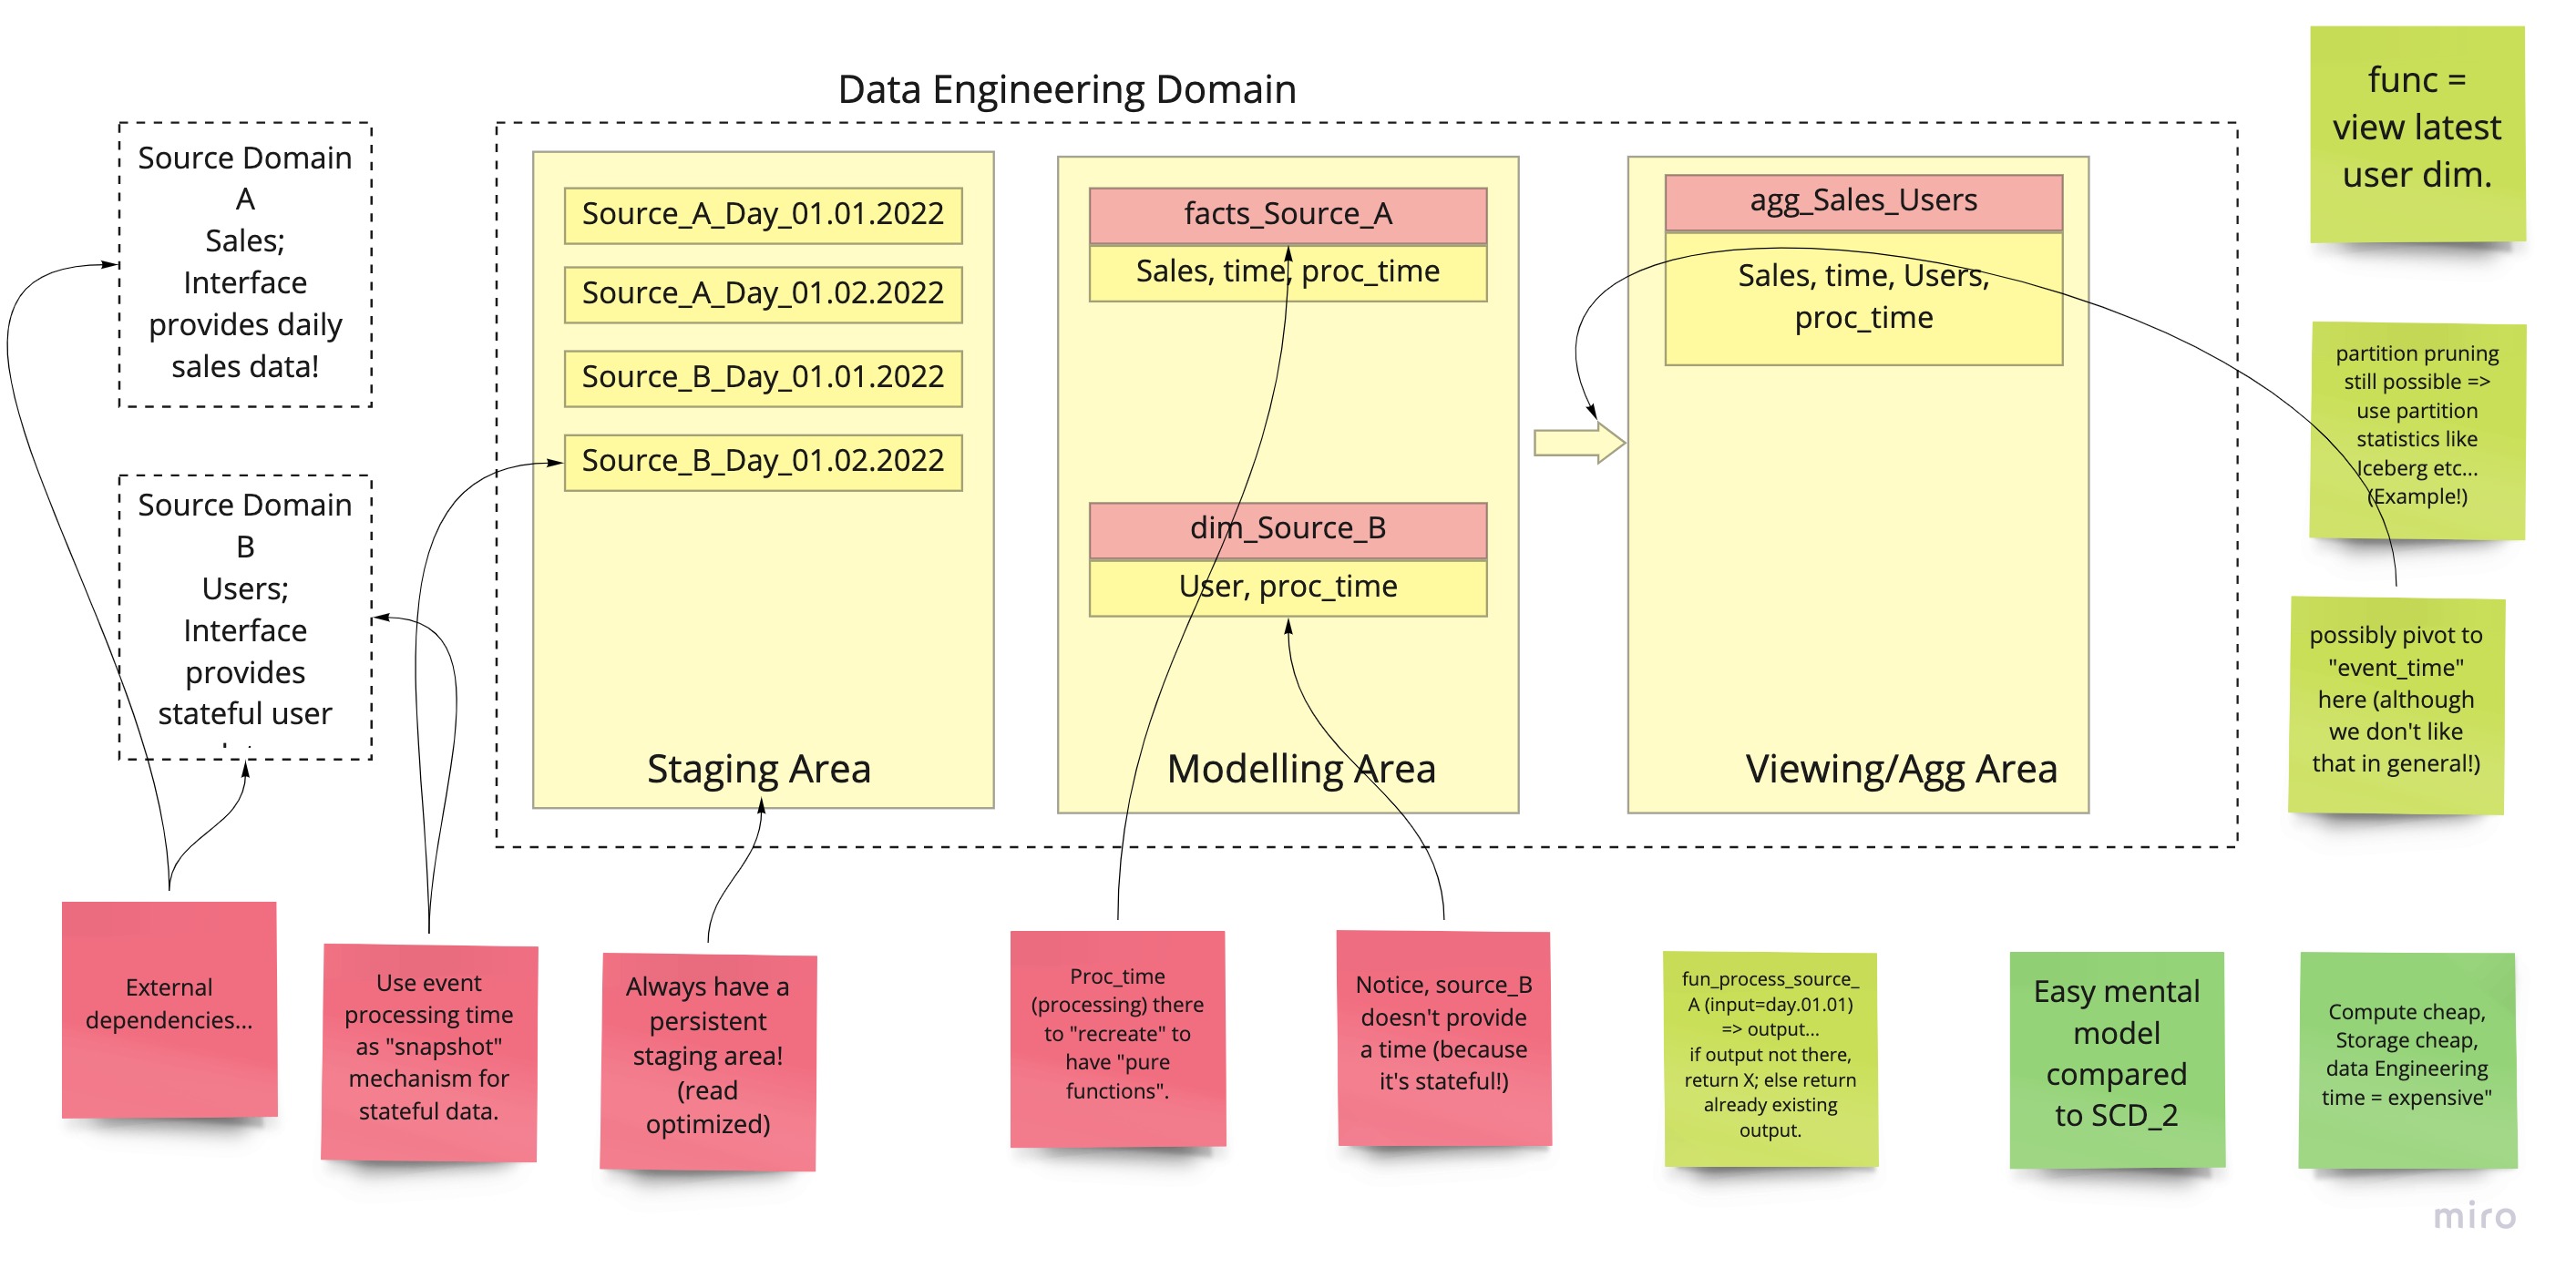 Data Engineering Domain
Source Domain
A
Sales;
Interface
provides daily
sales data!
Source Domain
B
Users;
Interface
provides
stateful user
Source_A_Day_01.01.2022
Source_A_Day_01.02.2022
Source_B_Day_01.01.2022
Source_B_Day_01.02.2022
Staging Area
facts_Source_A
Sales, time, proc_time
dim_Source_B
User, proc_time
Modelling Area
agg_Sales_Users
Sales, time, Users,
proc_time
Viewing/Agg Area
func =
view latest
user dim.
partition pruning
still possible =>
use partition
statistics like
Iceberg etc...
(Example!)
possibly pivot to
"event_time"
here (although
we don't like
that in general!)
External
dependencies...
Use event
processing time
as "snapshot"
mechanism for
stateful data.
Always have a
persistent
staging area!
(read
optimized)
Proc_time
(processing) there
to "recreate" to
have "pure
functions".
Notice, source_B
doesn't provide
a time (because
it's stateful!)
fun_process_source_
A (input=day.01.01)
=> output...
if output not there,
return X; else return
already existing
output.
Easy mental
model
compared
to SCD_2
Compute cheap,
Storage cheap,
data Engineering
time = expensive"
miro